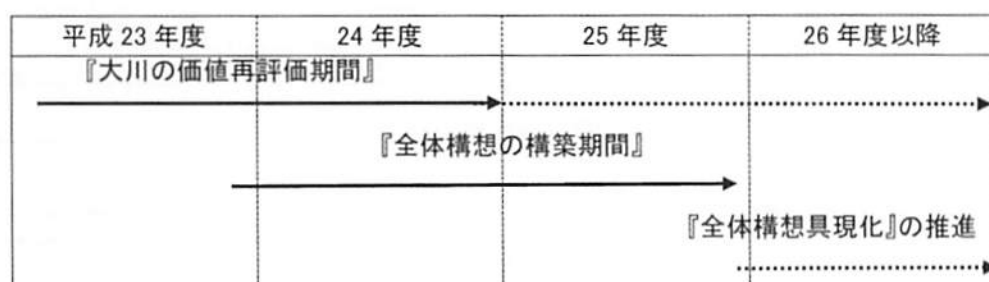 平成 23 年度 24 年度 25 年度 26 年度以降
『大川の価値再評価期間』
『全体構想の構築期間』
『全体構想具現化』の推進